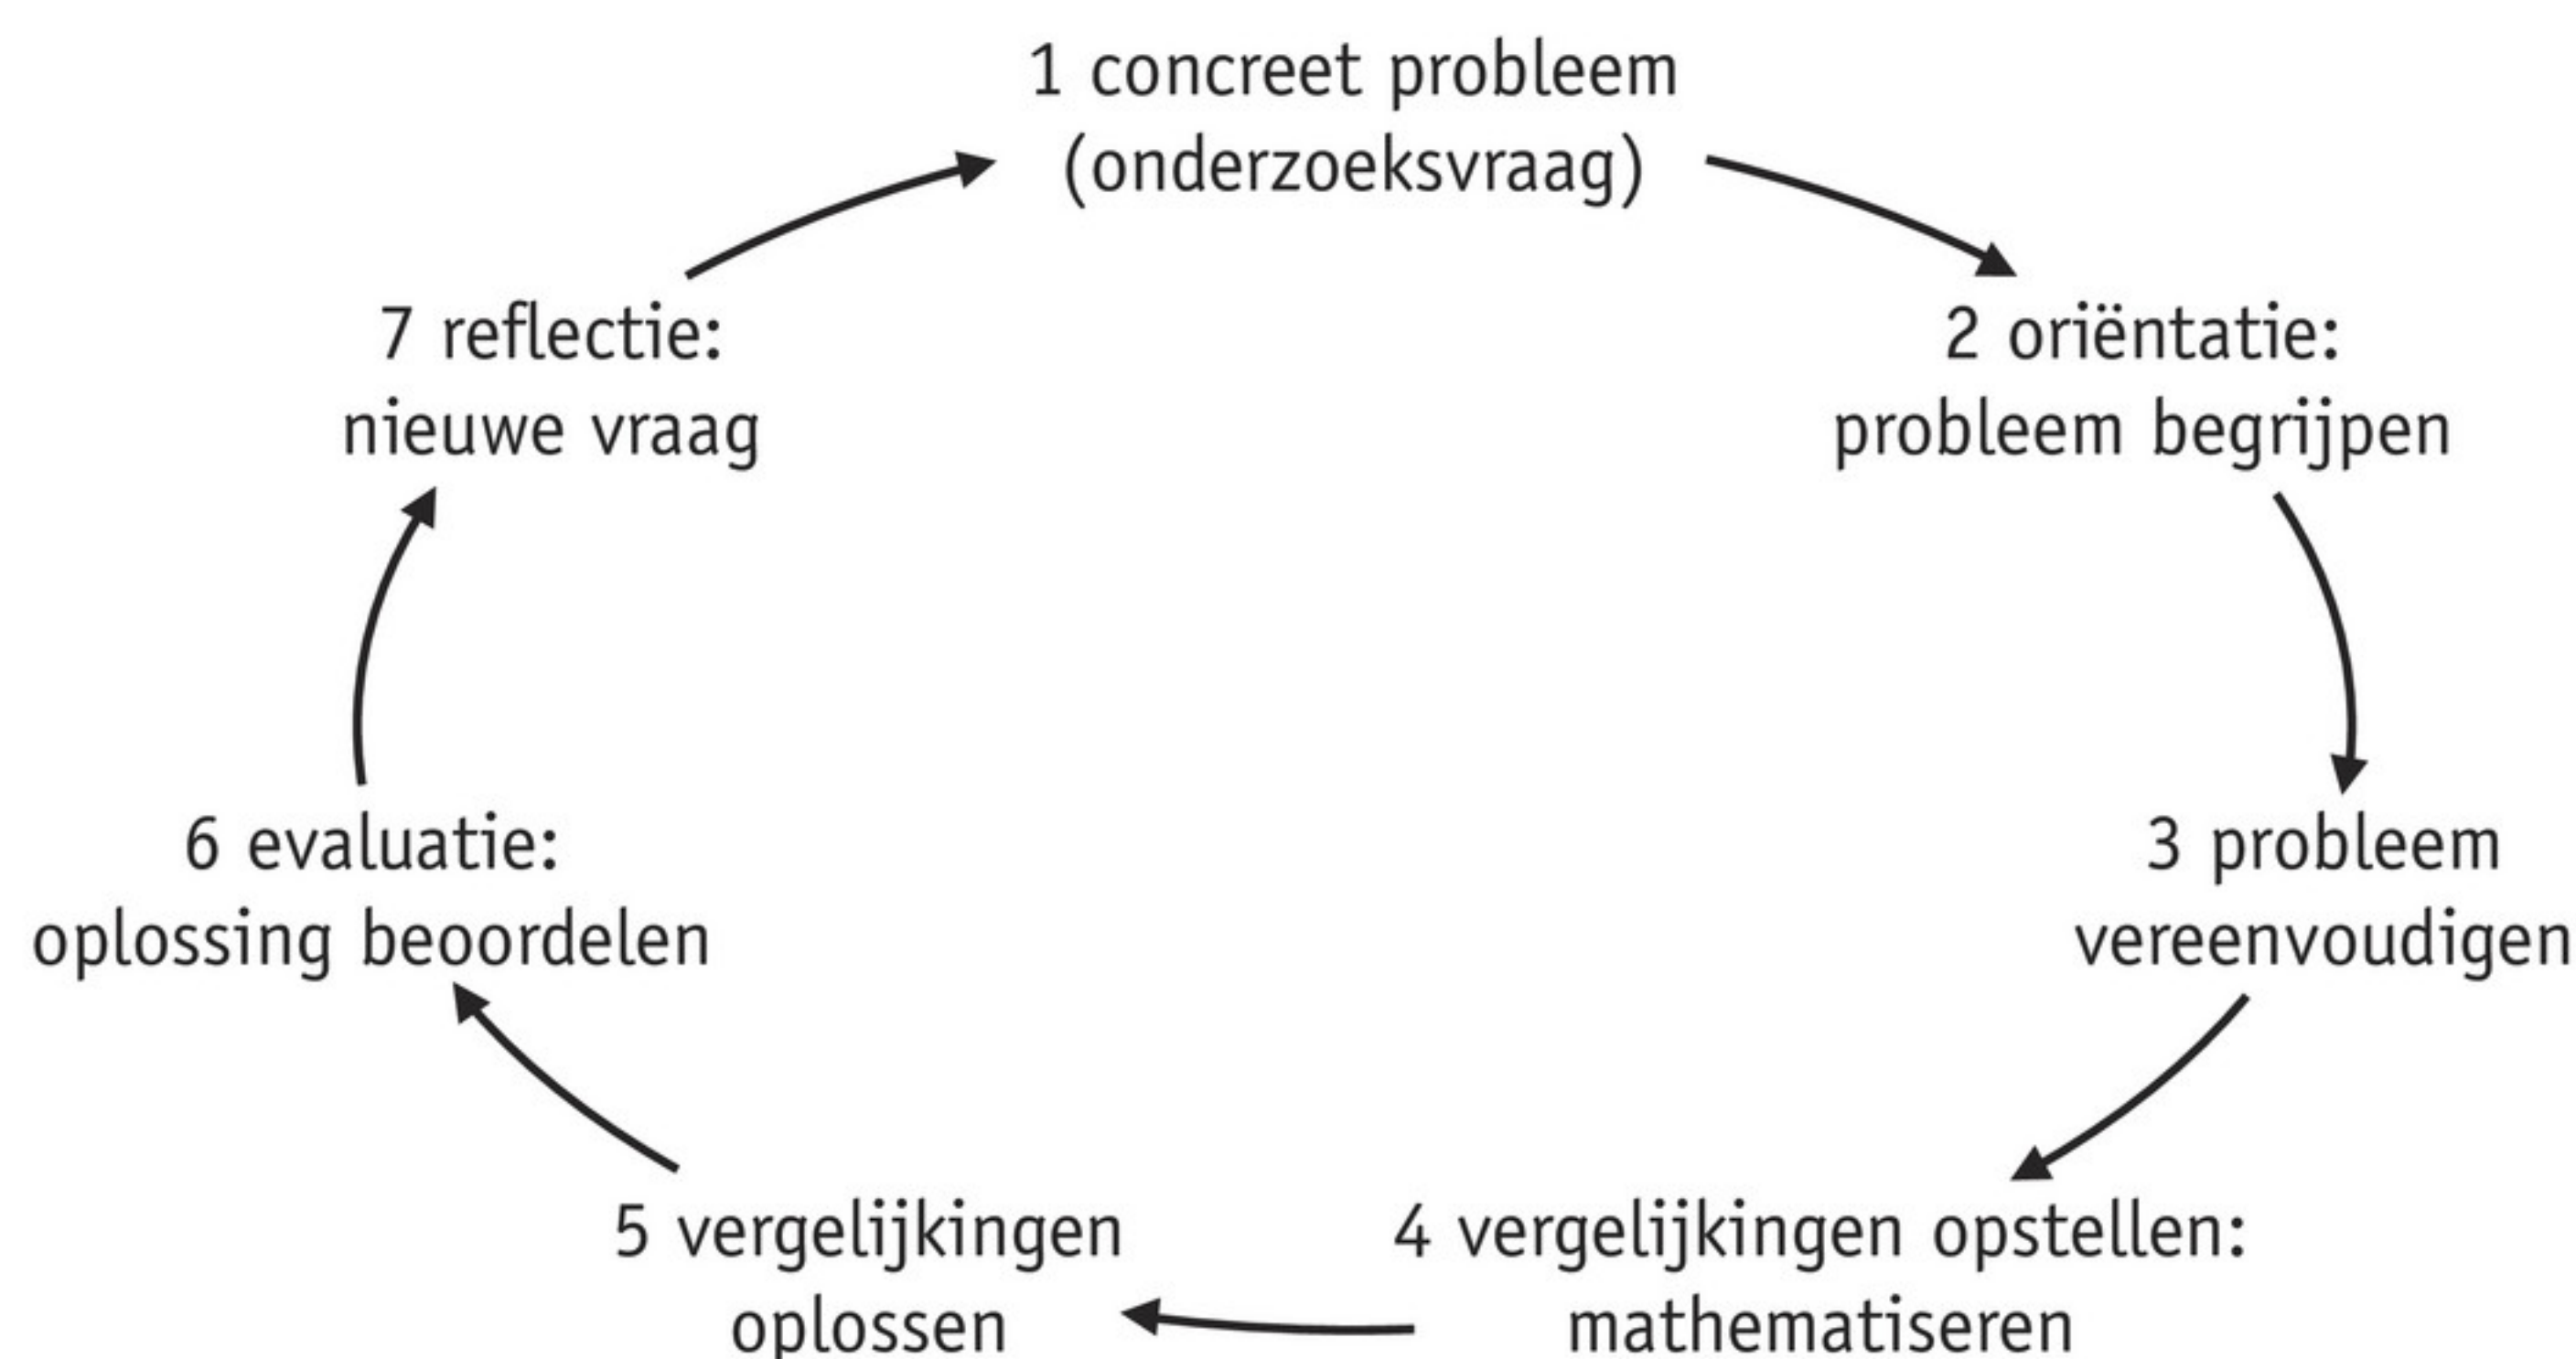 1 concreet probleem
(onderzoeksvraag)
2 oriëntatie:
probleem begrijpen
3 probleem
vereenvoudigen
4 vergelijkingen opstellen:
mathematiseren
5 vergelijkingen
oplossen
6 evaluatie:
oplossing beoordelen
7 reflectie:
nieuwe vraag